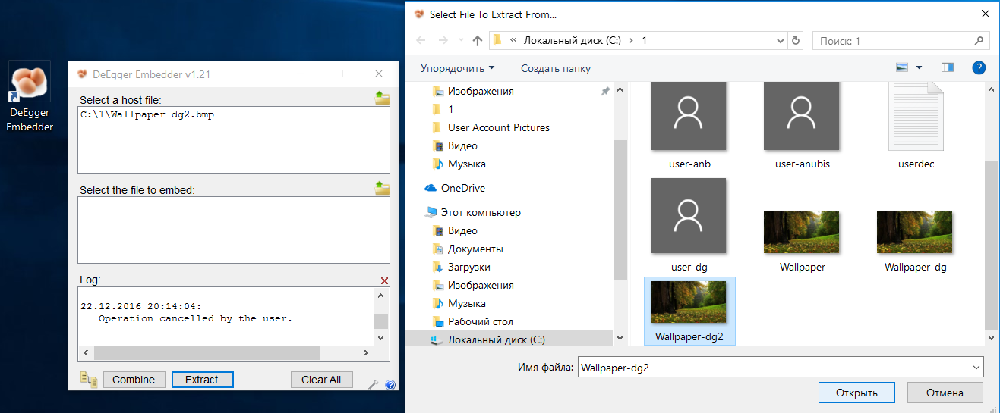 DeEgger
Embedder
DeEgger Embedder v1.21
Select a host file:
C:\1\Wallpaper-dg2.bmp
Select the file to embed:
Log:
22.12.2016 20:14:04:
Operation cancelled by the user.
--------------------------------------------------
Combine
Extract
Clear All
Select File To Extract From...
« Локальный диск (C:) › 1
Поиск: 1
Упорядочить
Создать папку
Изображения
1
User Account Pictures
Видео
Музыка
OneDrive
Этот компьютер
Видео
Документы
Загрузки
Изображения
Музыка
Рабочий стол
Локальный диск (C:)
user-anb
user-anubis
userdec
user-dg
Wallpaper
Wallpaper-dg
Wallpaper-dg2
Имя файла: Wallpaper-dg2
Открыть
Отмена